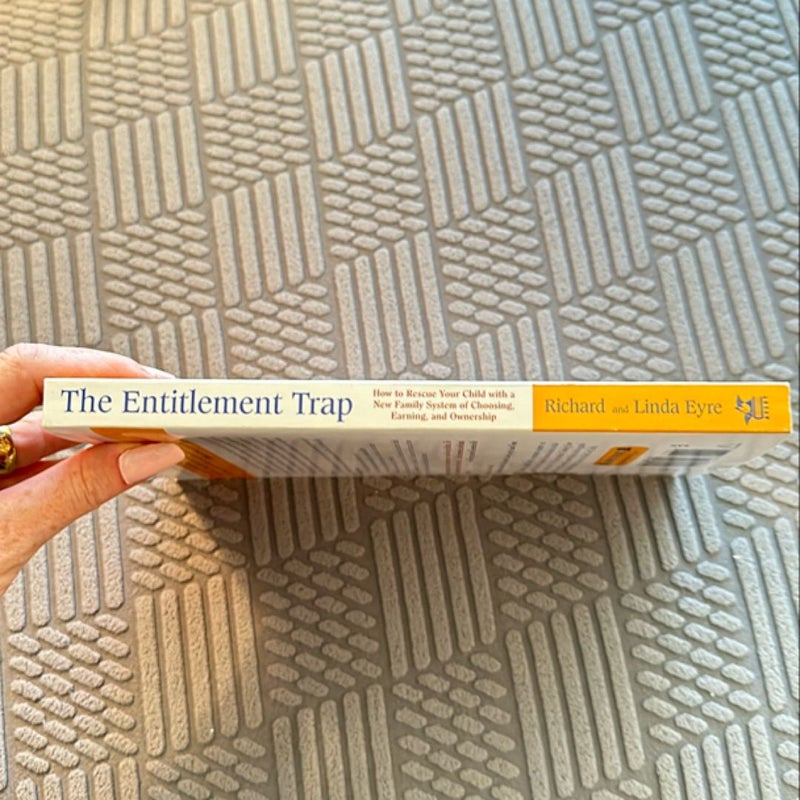 The Entitlement Trap
How to Rescue Your Child with a
New Family System of Choosing,
Earning, and Ownership
Richard and Linda Eyre